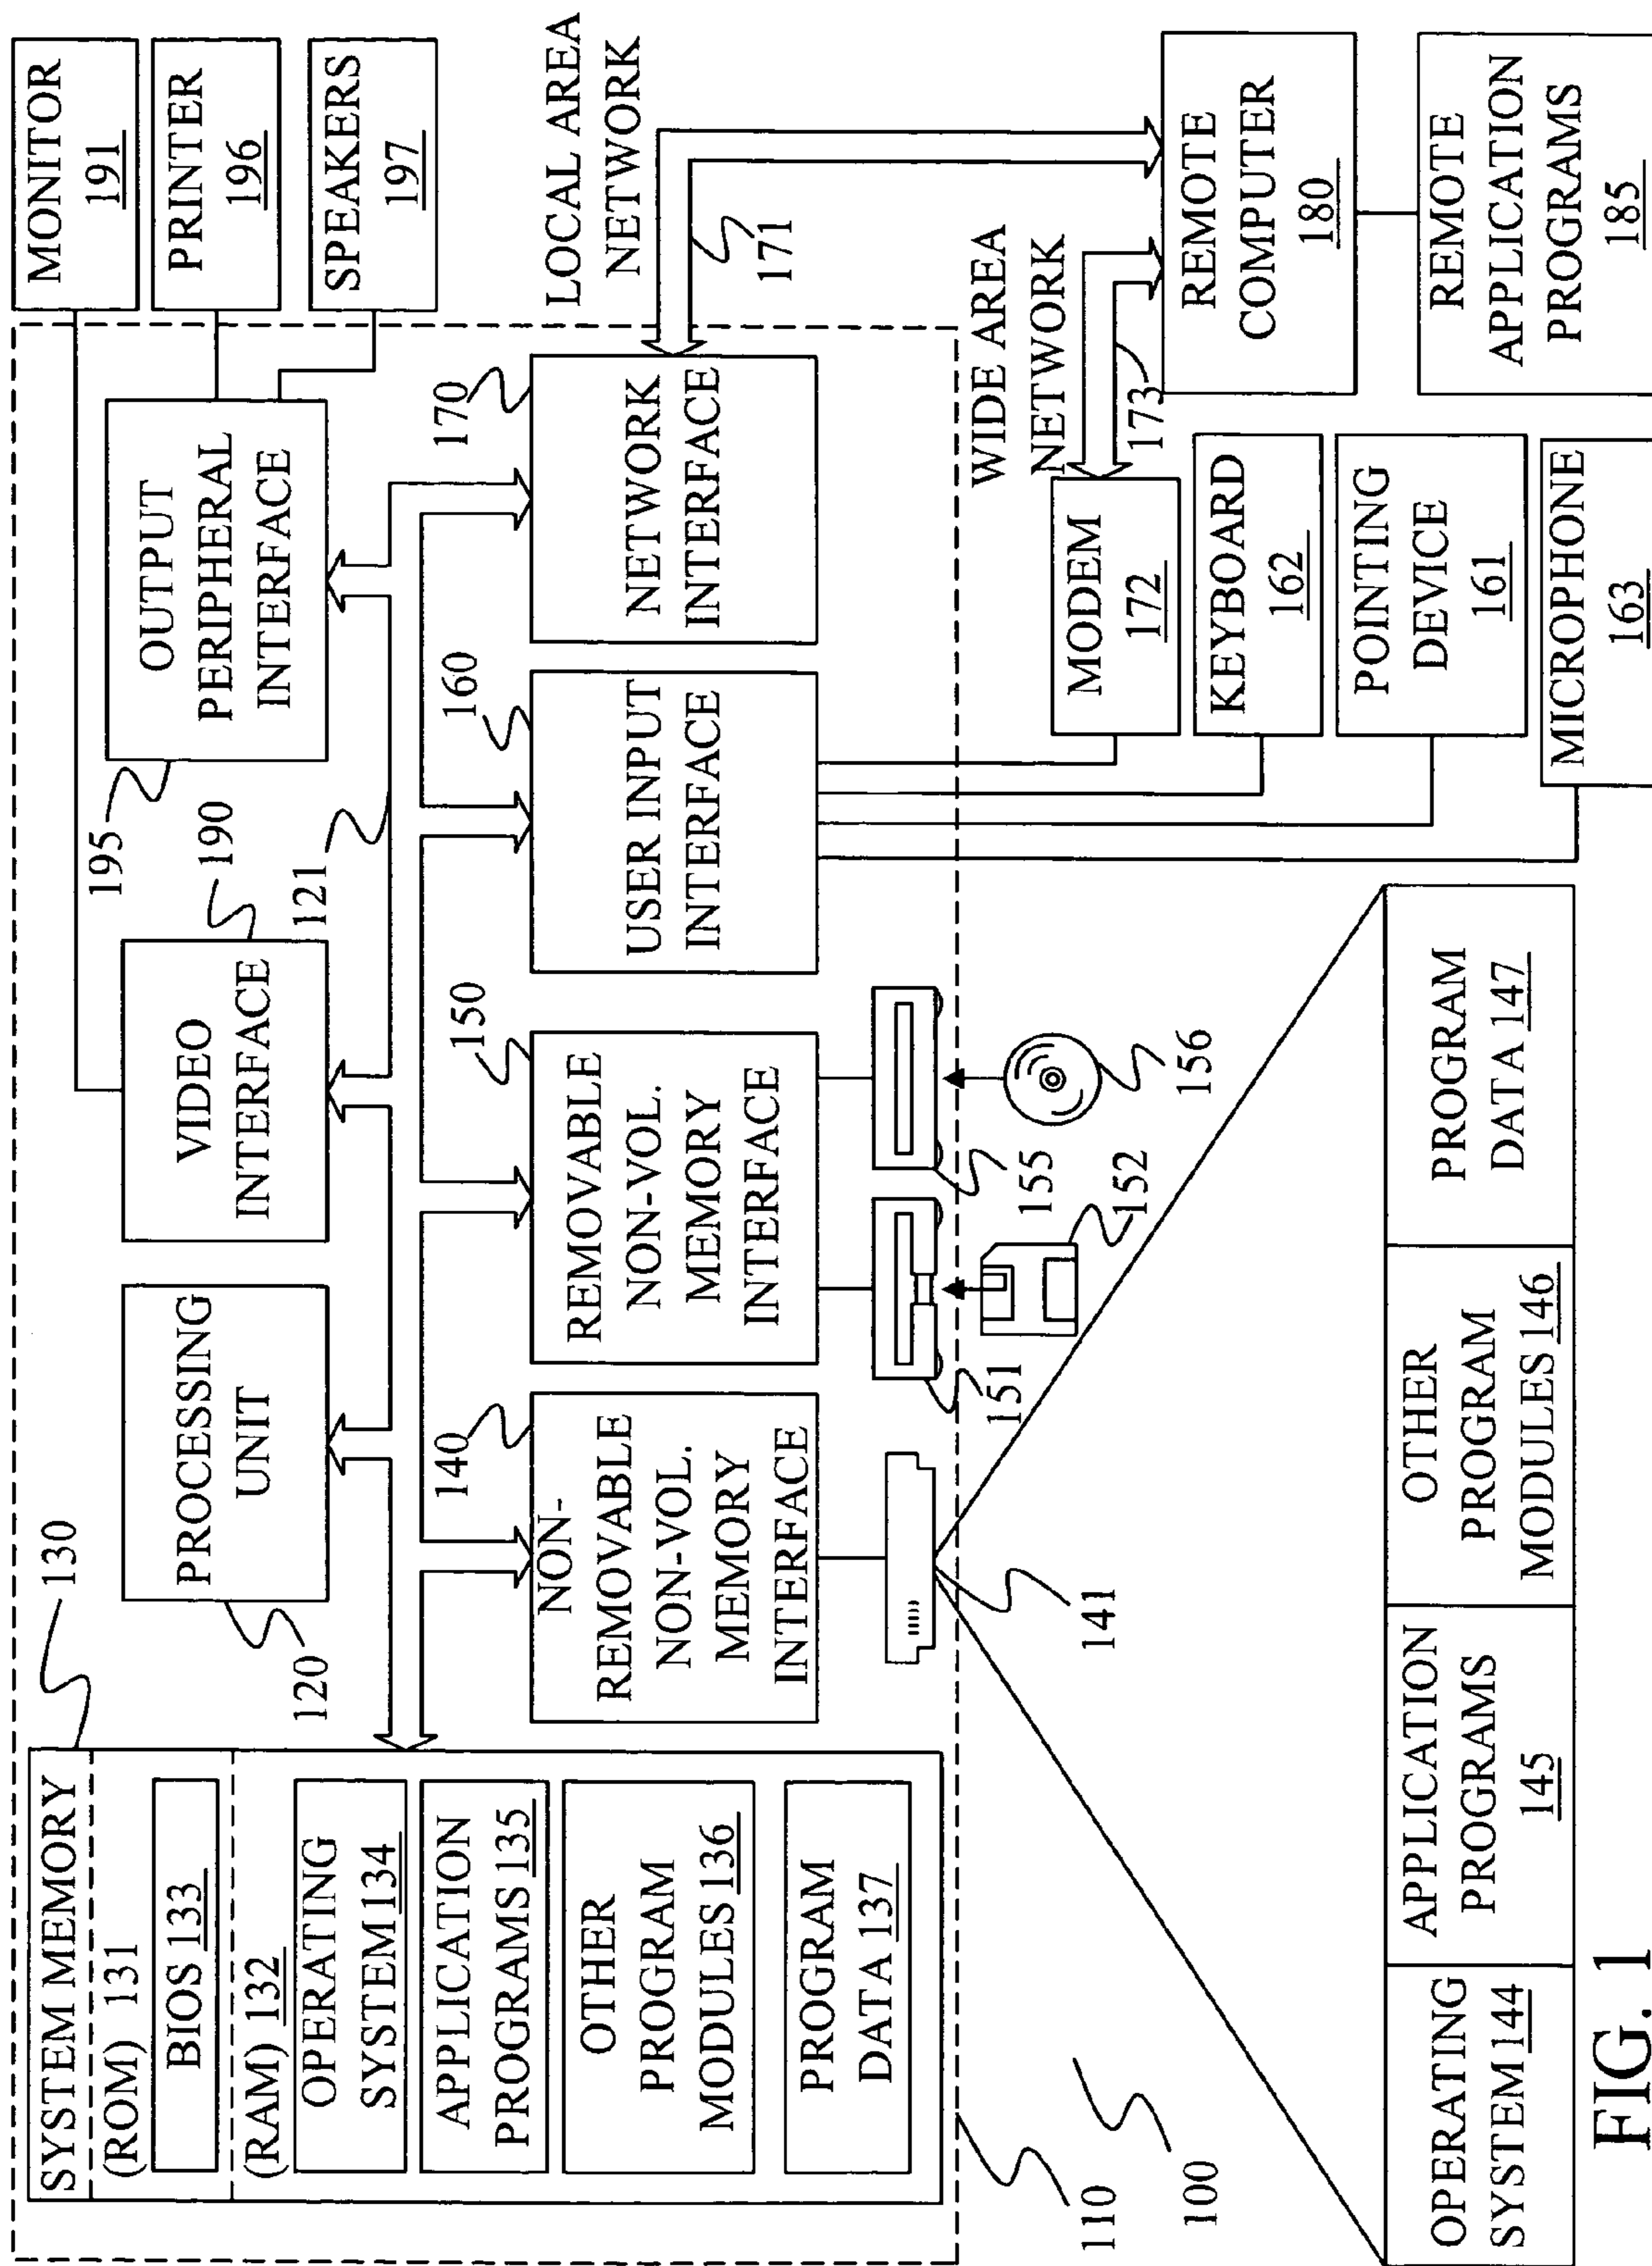 SYSTEM MEMORY
(ROM) 131
BIOS 133
(RAM) 132
OPERATING
SYSTEM 134
APPLICATION
PROGRAMS 135
OTHER
PROGRAM
MODULES 136
PROGRAM
DATA 137
130
PROCESSING
UNIT
120
VIDEO
INTERFACE
190
121
OUTPUT
PERIPHERAL
INTERFACE
195
MONITOR
191
PRINTER
196
SPEAKERS
197
NON-
REMOVABLE
NON-VOL.
MEMORY
INTERFACE
140
REMOVABLE
NON-VOL.
MEMORY
INTERFACE
150
USER INPUT
INTERFACE
160
NETWORK
INTERFACE
170
LOCAL AREA
NETWORK
171
141
151
152
155
156
WIDE AREA
NETWORK
173
MODEM
172
KEYBOARD
162
POINTING
DEVICE
161
MICROPHONE
163
REMOTE
COMPUTER
180
REMOTE
APPLICATION
PROGRAMS
185
110
100
OPERATING
SYSTEM 144
APPLICATION
PROGRAMS
145
OTHER
PROGRAM
MODULES 146
PROGRAM
DATA 147
FIG. 1